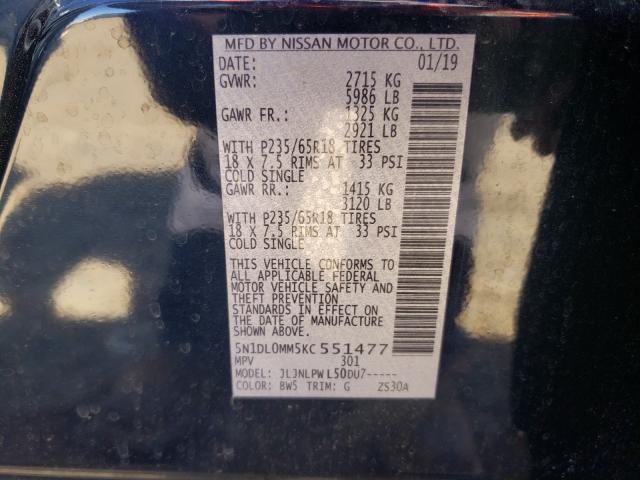 MFD BY NISSAN MOTOR CO., LTD.
DATE: 01/19
GVWR: 2715 KG
5986 LB
GAWR FR.: 1325 KG
2921 LB
WITH P235/65R18 TIRES
18 X 7.5 RIMS AT 33 PSI
COLD SINGLE
GAWR RR.: 1415 KG
3120 LB
WITH P235/65R18 TIRES
18 X 7.5 RIMS AT 33 PSI
COLD SINGLE
THIS VEHICLE CONFORMS TO
ALL APPLICABLE FEDERAL
MOTOR VEHICLE SAFETY AND
THEFT PREVENTION
STANDARDS IN EFFECT ON
THE DATE OF MANUFACTURE
SHOWN ABOVE.
5N1DL0MM5KC551477
MPV 301
MODEL: JLJNLPWL50DU7-----
COLOR: BW5 TRIM: G ZS30A